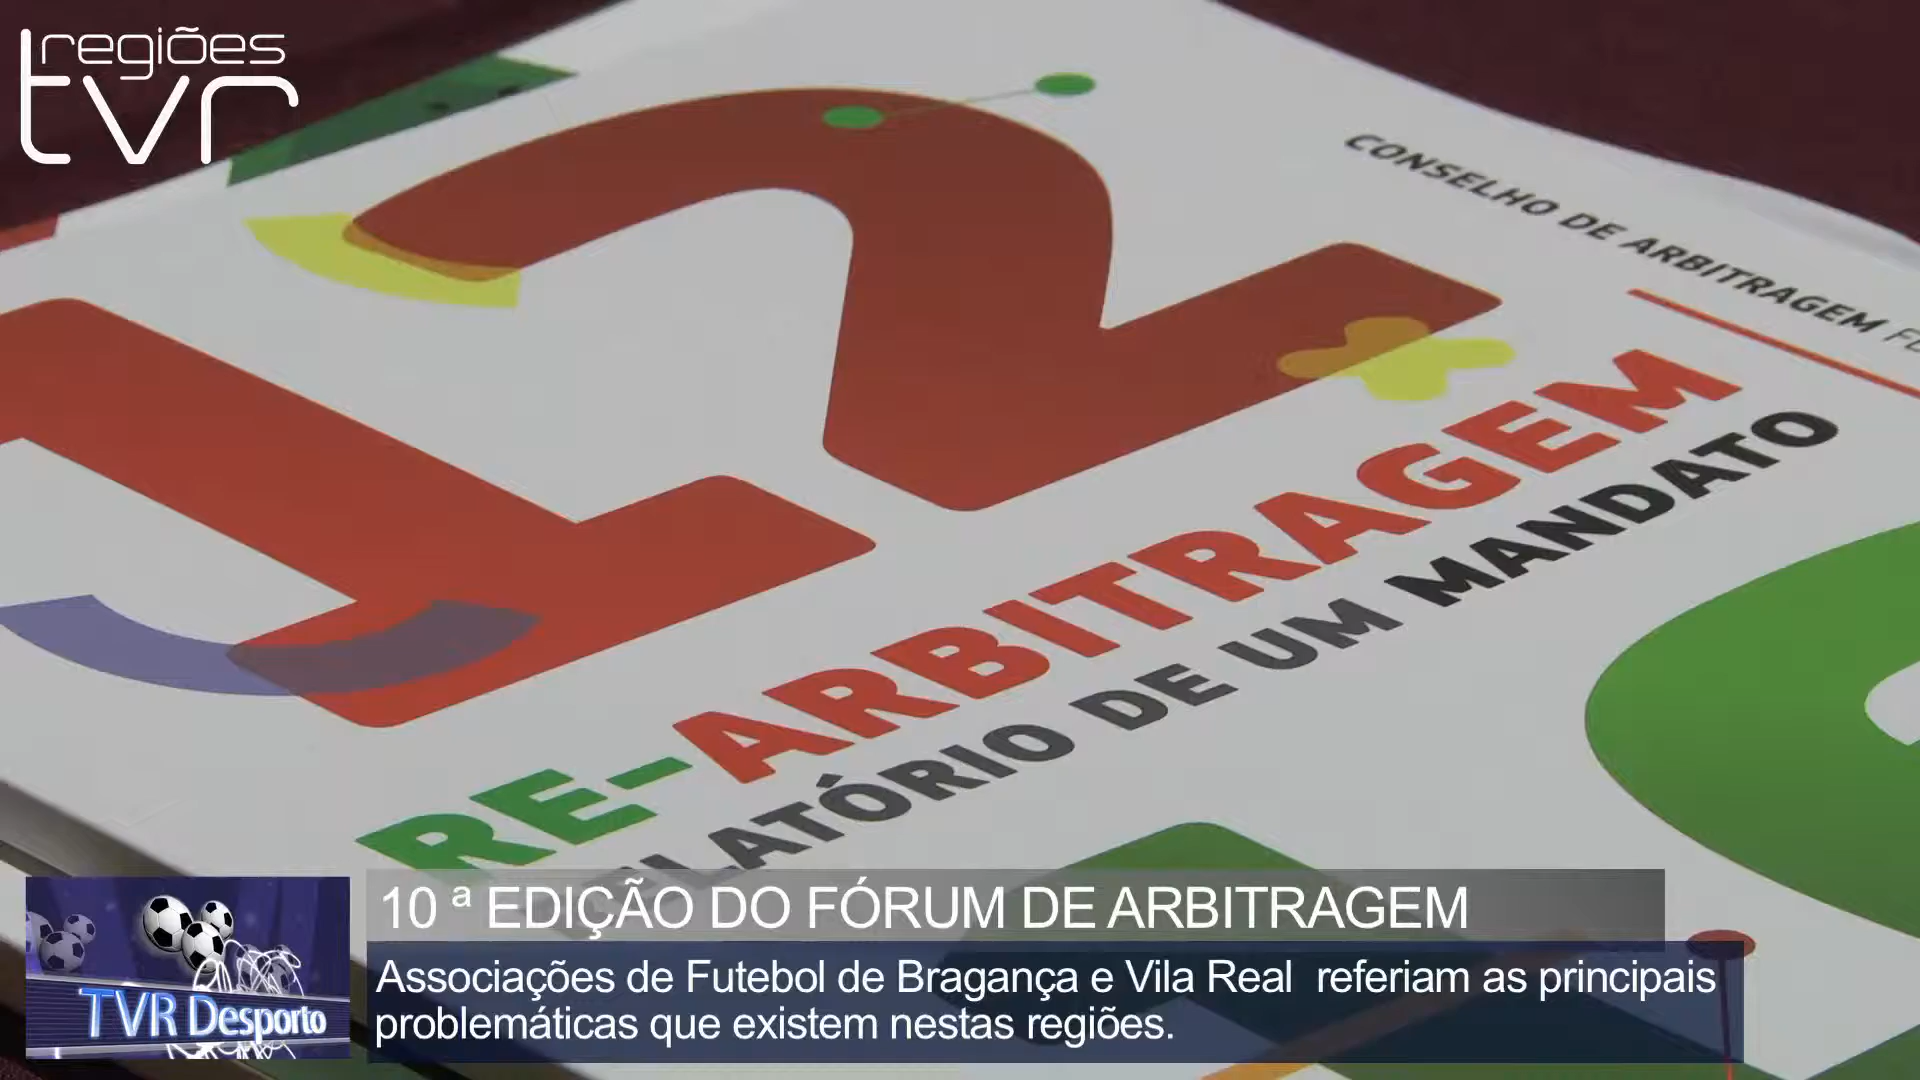 regiões
tvr
12
CONSELHO DE ARBITRAGEM
RE-ARBITRAGEM
RELATÓRIO DE UM MANDATO
10 ª EDIÇÃO DO FÓRUM DE ARBITRAGEM
TVR Desporto
Associações de Futebol de Bragança e Vila Real referiam as principais
problemáticas que existem nestas regiões.